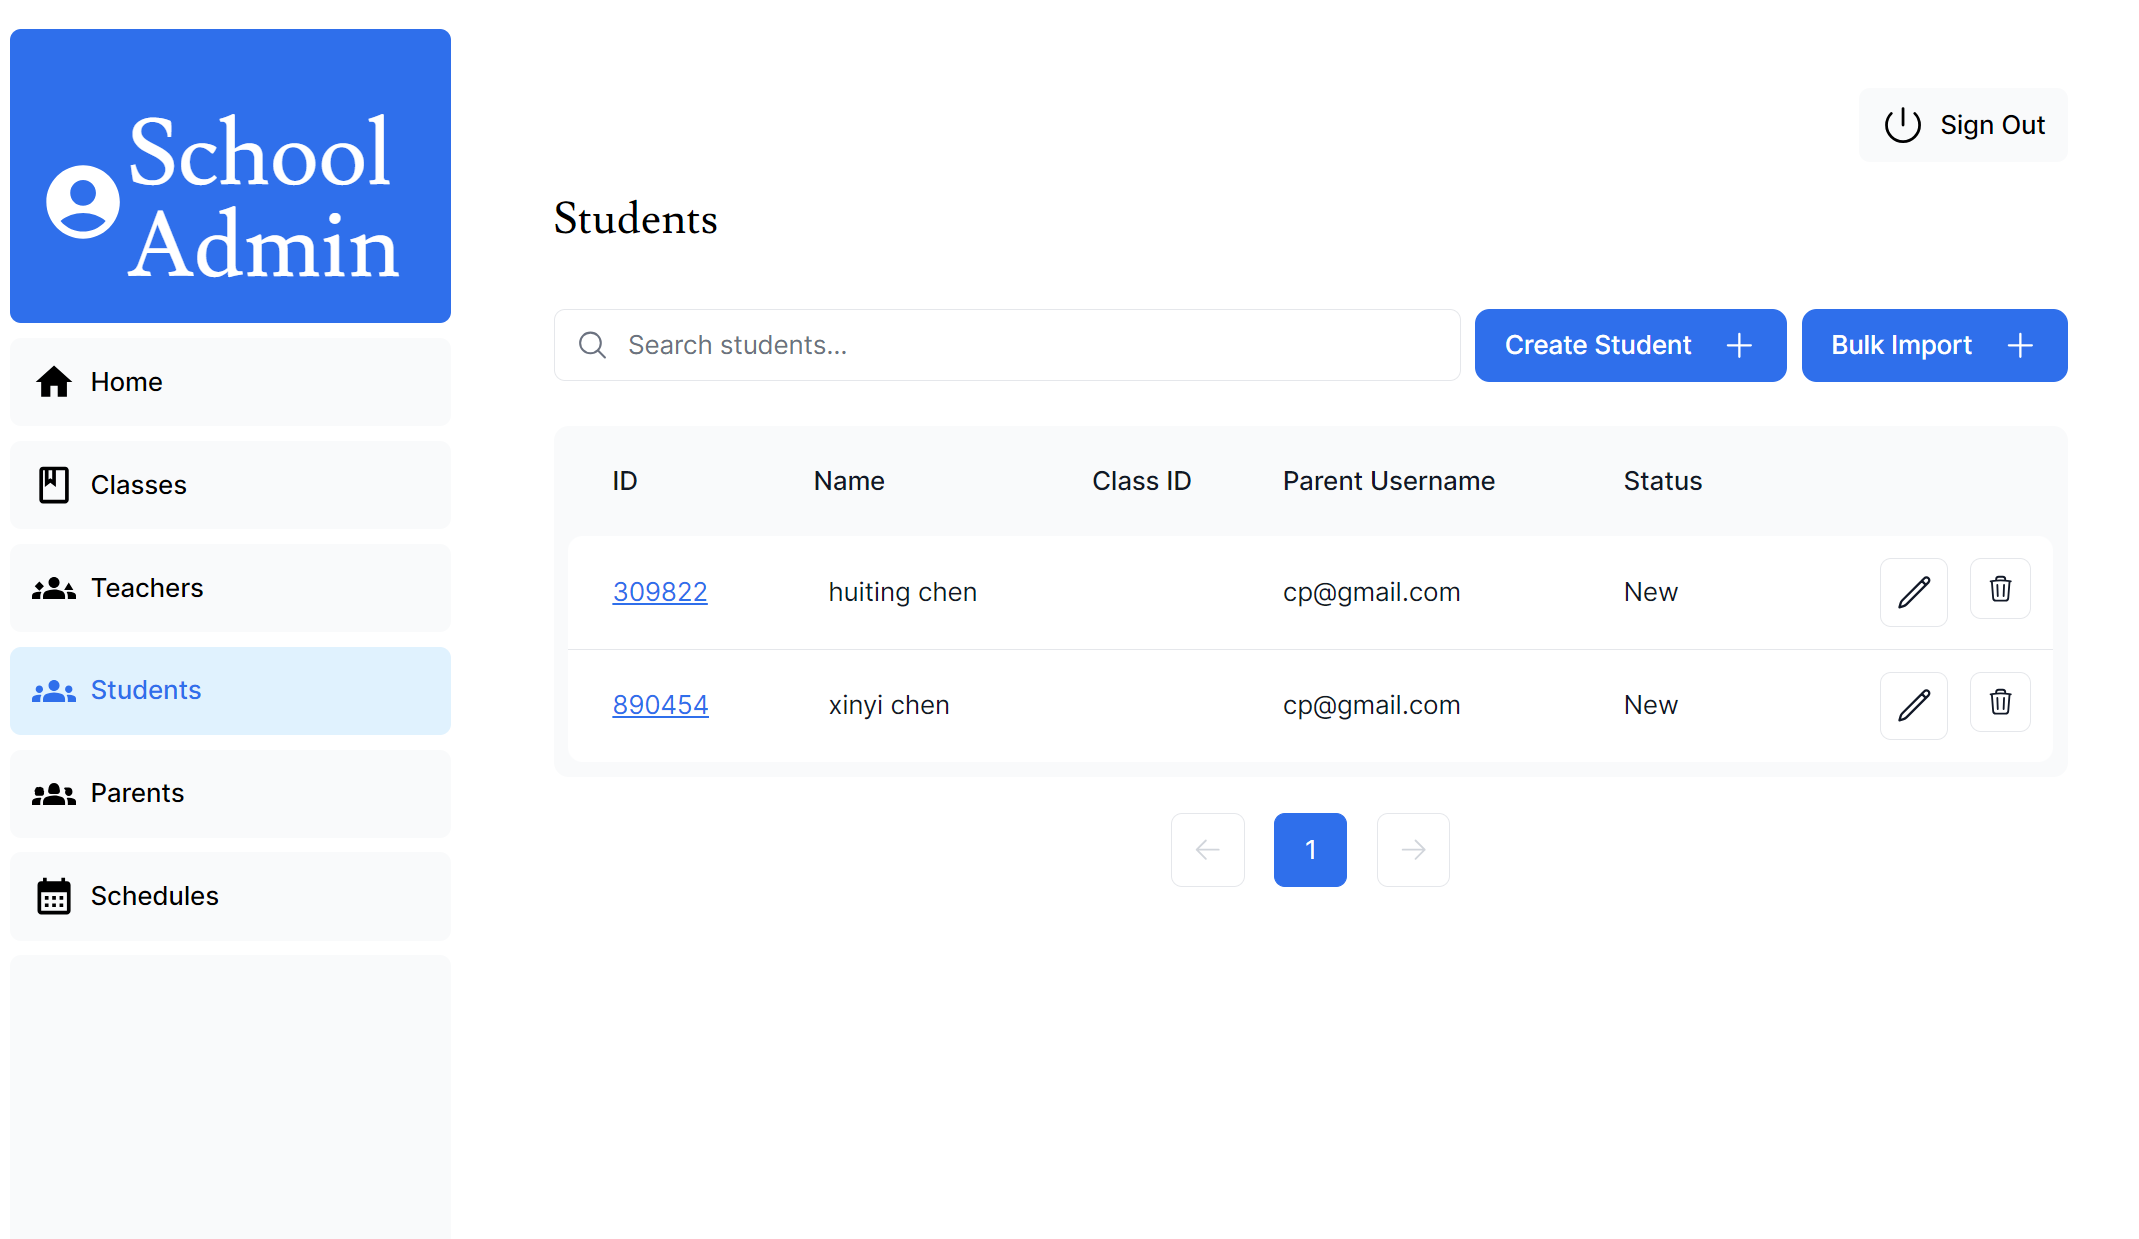 School
Admin
Home
Classes
Teachers
Students
Parents
Schedules
Sign Out
Students
Search students...
Create Student
Bulk Import
ID Name Class ID Parent Username Status
309822 huiting chen cp@gmail.com New
890454 xinyi chen cp@gmail.com New
1